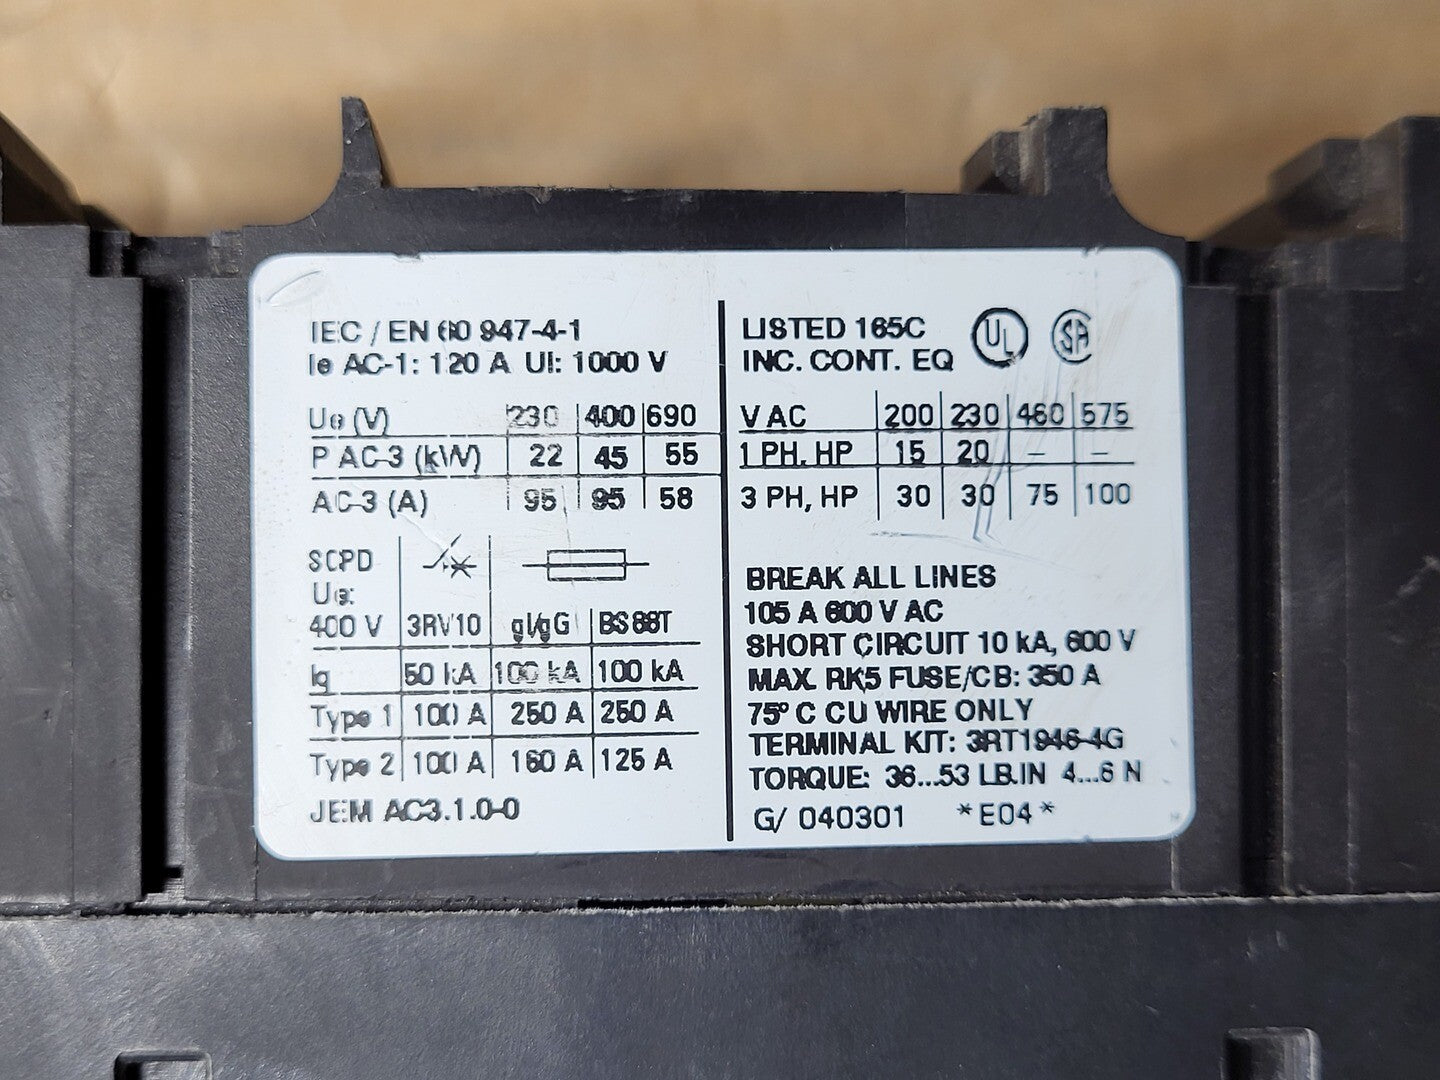 IEC / EN 60 947-4-1
Ie AC-1: 120 A UI: 1000 V
Ue (V) 230 400 690
P AC-3 (kW) 22 45 55
AC-3 (A) 95 95 58
SCPD
Ue:
400 V 3RV10 gl/gG BS88T
Iq 50 kA 100 kA 100 kA
Type 1 100 A 250 A 250 A
Type 2 100 A 160 A 125 A
JEM AC3.1.0-0
LISTED 165C UL SA
INC. CONT. EQ
V AC 200 230 460 575
1 PH, HP 15 20 – –
3 PH, HP 30 30 75 100
BREAK ALL LINES
105 A 600 V AC
SHORT CIRCUIT 10 kA, 600 V
MAX. RK5 FUSE/CB: 350 A
75° C CU WIRE ONLY
TERMINAL KIT: 3RT1946-4G
TORQUE: 36...53 LB.IN 4...6 N
G/ 040301 *E04*